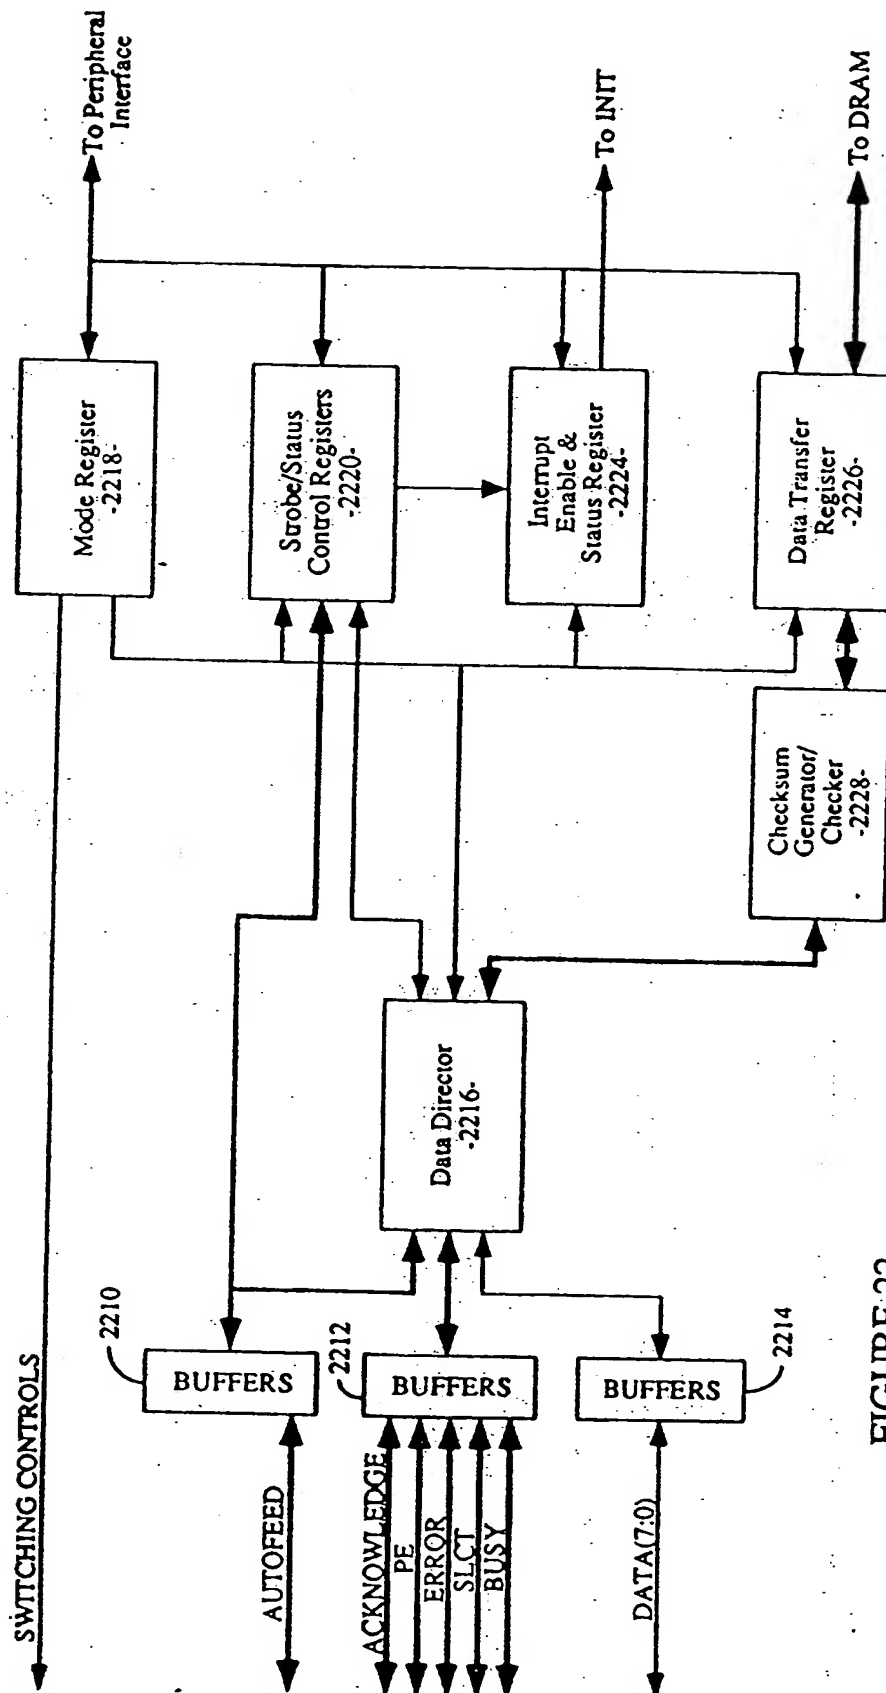 SWITCHING CONTROLS
AUTOFEED
ACKNOWLEDGE
PE
ERROR
SLCT
BUSY
DATA(7:0)
2210
BUFFERS
2212
BUFFERS
BUFFERS
2214
Data Director
-2216-
Checksum
Generator/
Checker
-2228-
Mode Register
-2218-
Strobe/Status
Control Registers
-2220-
Interrupt
Enable &
Status Register
-2224-
Data Transfer
Register
-2226-
To Peripheral
Interface
To INIT
To DRAM
FIGURE 22